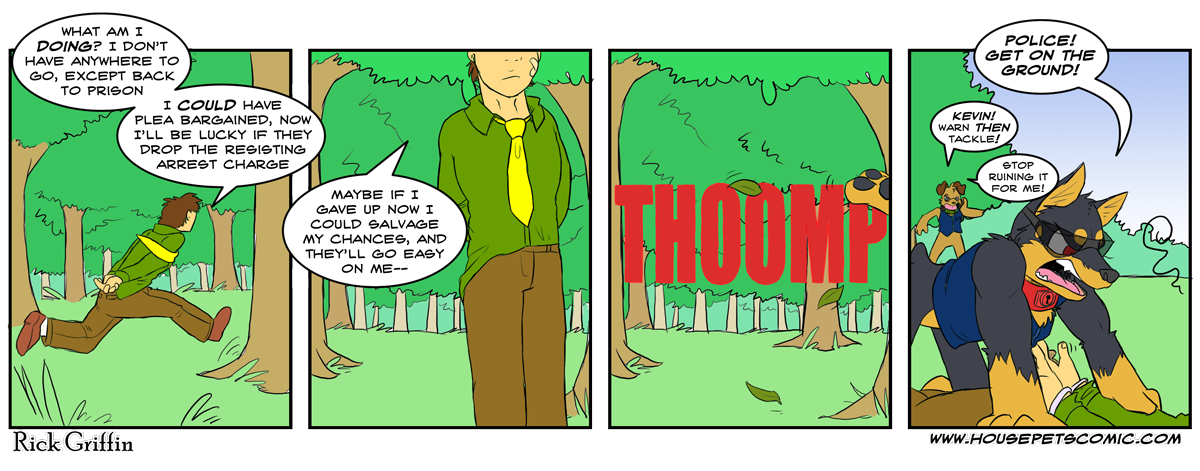 WHAT AM I
DOING? I DON'T
HAVE ANYWHERE TO
GO, EXCEPT BACK
TO PRISON
I COULD HAVE
PLEA BARGAINED, NOW
I'LL BE LUCKY IF THEY
DROP THE RESISTING
ARREST CHARGE
MAYBE IF I
GAVE UP NOW I
COULD SALVAGE
MY CHANCES, AND
THEY'LL GO EASY
ON ME--
THOOMP
POLICE!
GET ON THE
GROUND!
KEVIN!
WARN THEN
TACKLE!
STOP
RUINING IT
FOR ME!
Rick Griffin
WWW.HOUSEPETSCOMIC.COM